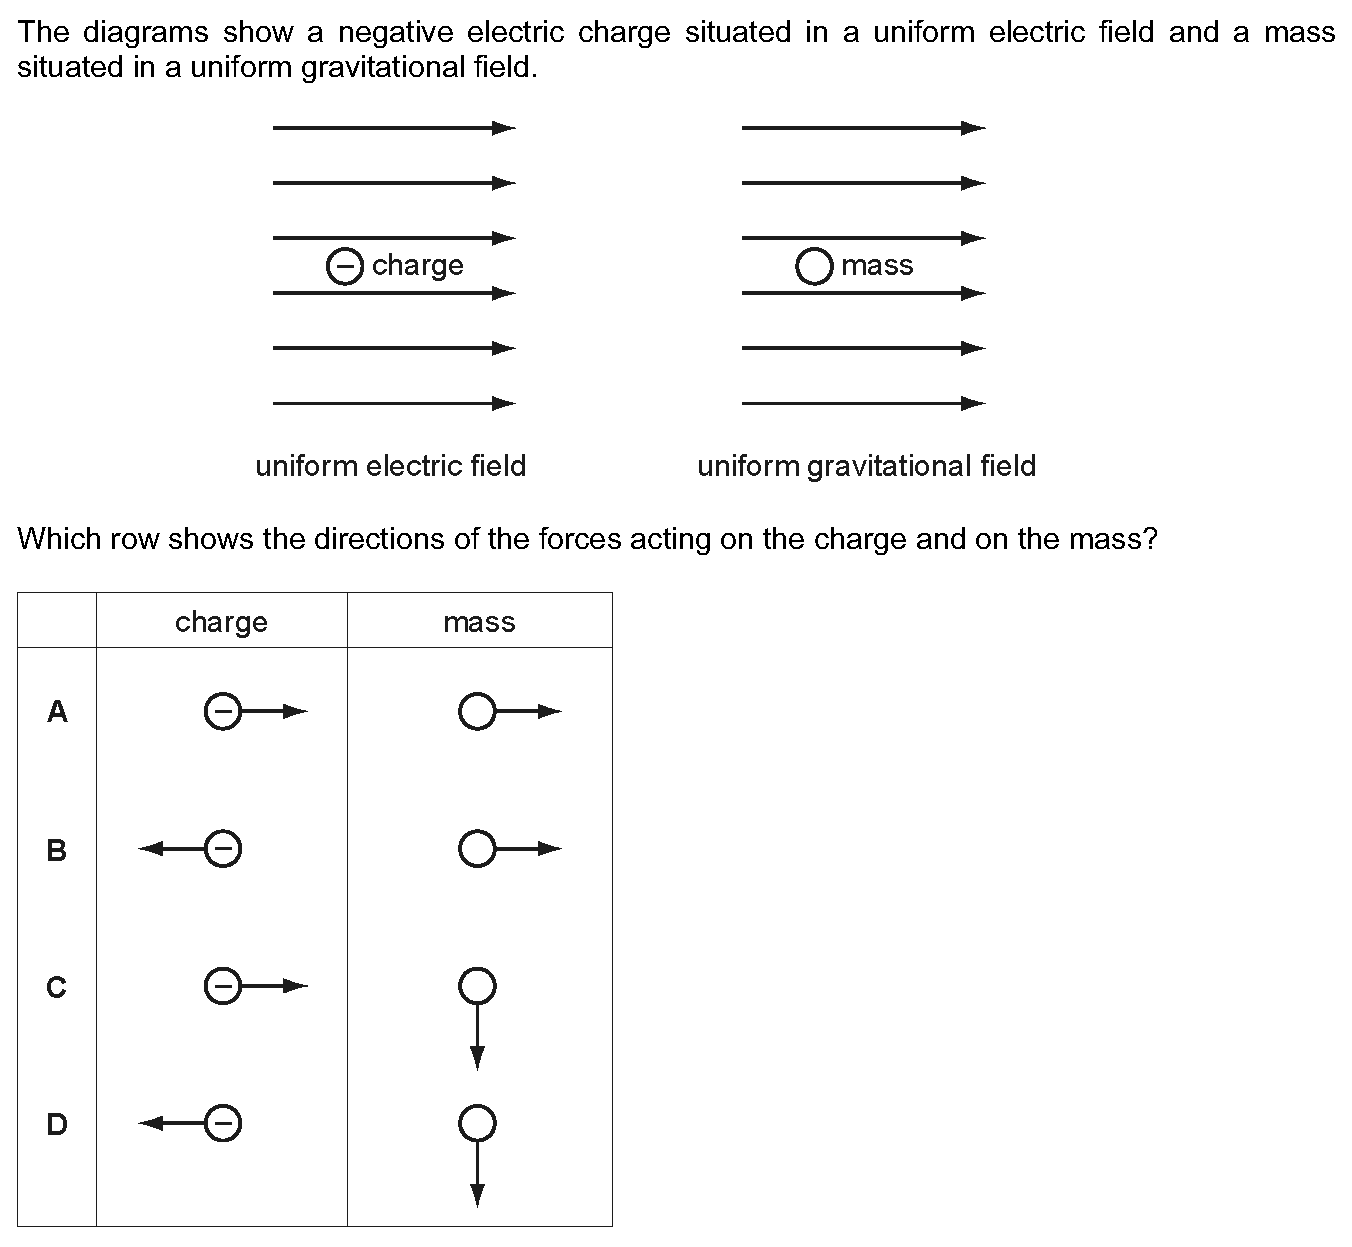 The diagrams show a negative electric charge situated in a uniform electric field and a mass
situated in a uniform gravitational field.
charge
mass
uniform electric field
uniform gravitational field
Which row shows the directions of the forces acting on the charge and on the mass?
charge
mass
A
B
C
D